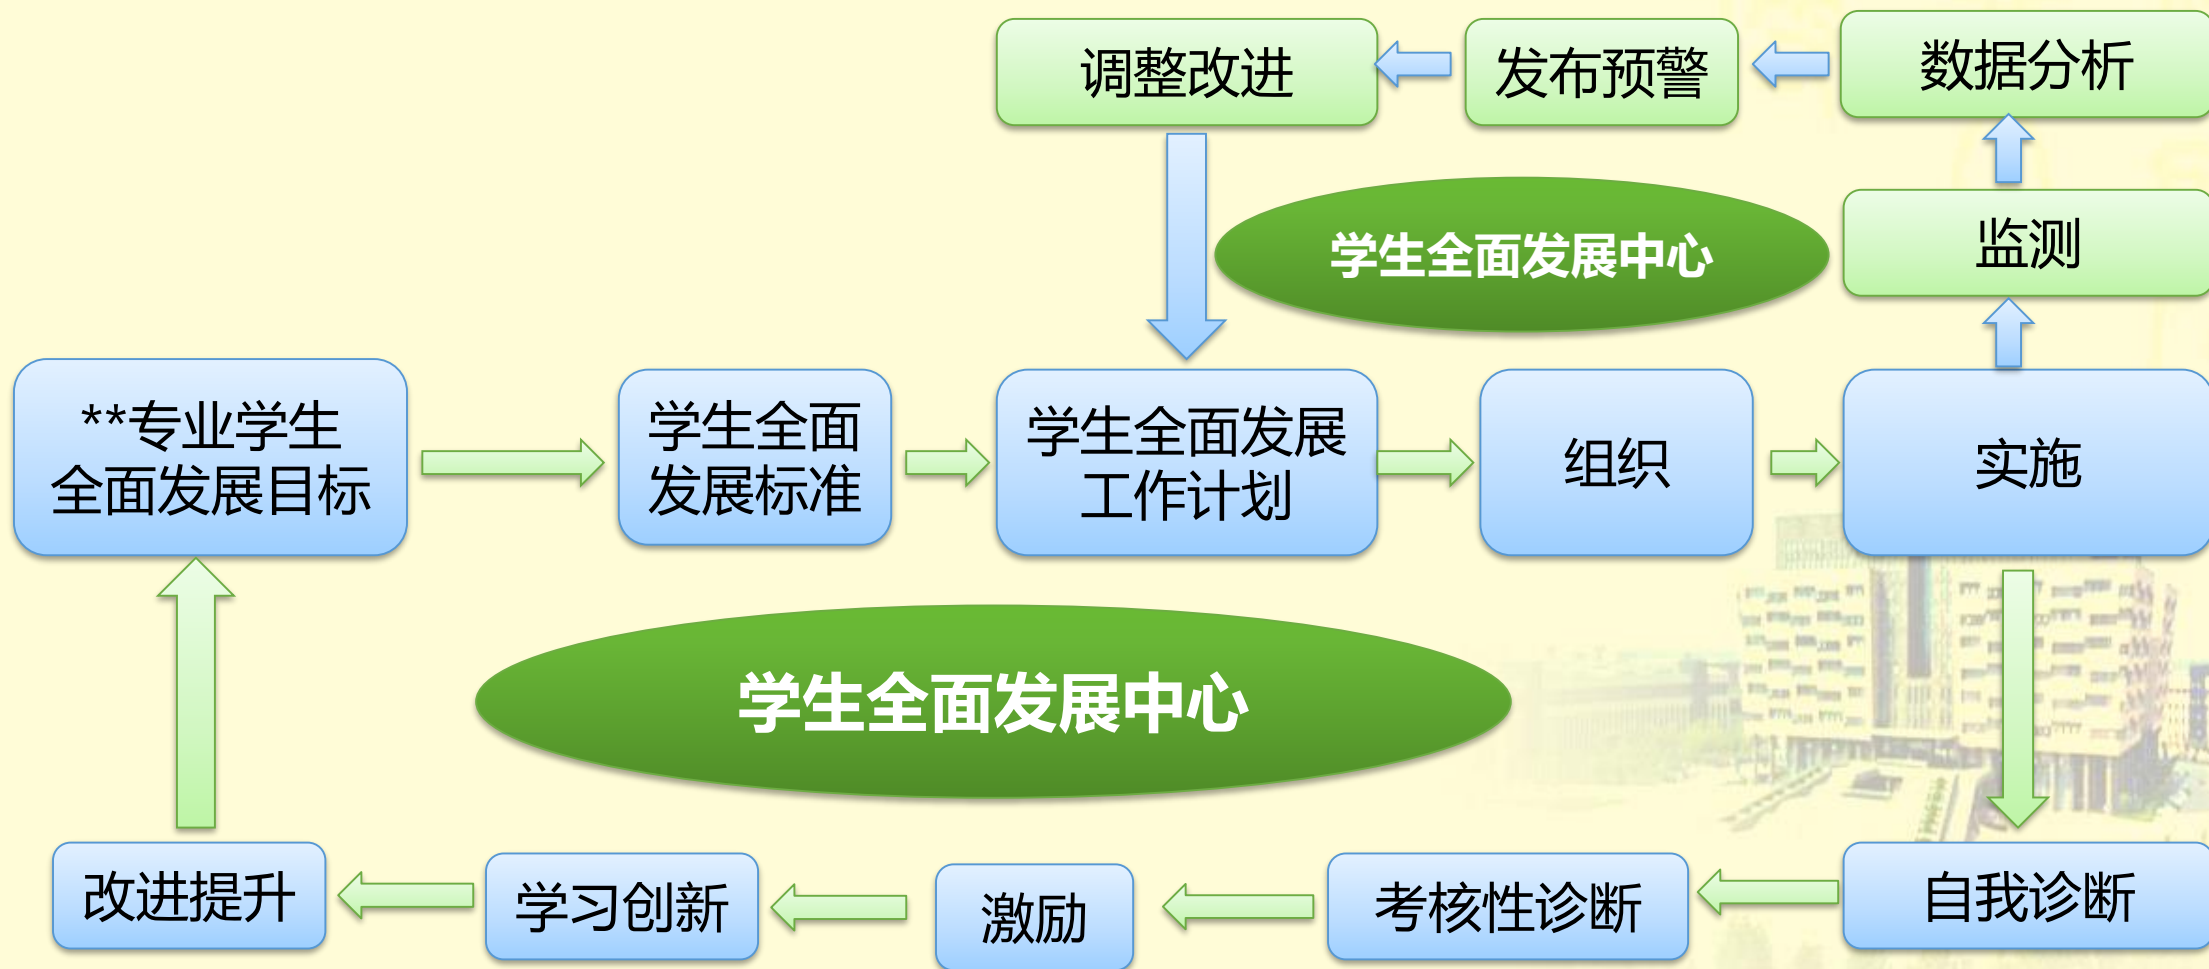 调整改进
发布预警
数据分析
学生全面发展中心
监测
**专业学生
全面发展目标
学生全面
发展标准
学生全面发展
工作计划
组织
实施
学生全面发展中心
改进提升
学习创新
激励
考核性诊断
自我诊断